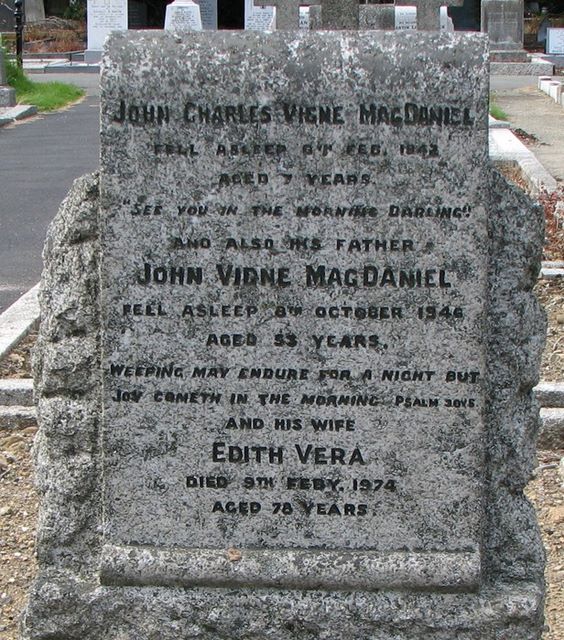 John Charles Vigne MacDaniel
fell asleep 8th Feb. 1942
aged 7 years.
"See you in the morning Darling".
and also his father
John Vigne MacDaniel
fell asleep 8th October 1946
aged 53 years.
Weeping may endure for a night but
joy cometh in the morning. Psalm 30v5
and his wife
Edith Vera
died 9th Feby. 1974
aged 78 years.